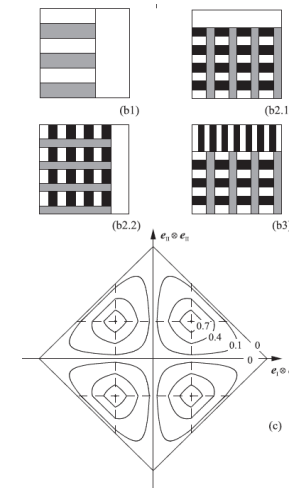 (b1)
(b2.1
(b2.2)
(b3)
e_II ⊗ e_II
0.7
0.4
0.1
0
0
e_I ⊗
(c)